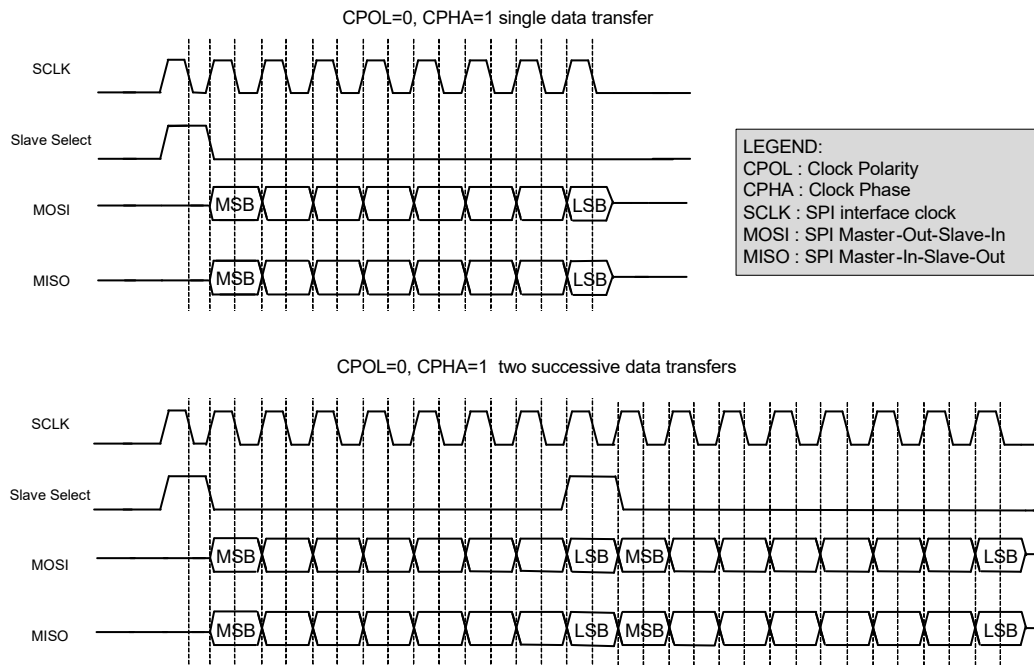 CPOL=0, CPHA=1 single data transfer
SCLK
Slave Select
MOSI
MSB
LSB
MISO
MSB
LSB
LEGEND:
CPOL : Clock Polarity
CPHA : Clock Phase
SCLK : SPI interface clock
MOSI : SPI Master-Out-Slave-In
MISO : SPI Master-In-Slave-Out
CPOL=0, CPHA=1 two successive data transfers
SCLK
Slave Select
MOSI
MSB
LSB
MSB
LSB
MISO
MSB
LSB
MSB
LSB